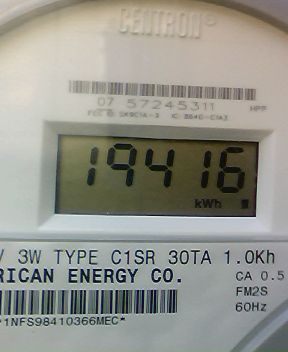 CENTRON®
07 57245311
HPP
19416
kWh
V 3W TYPE C1SR 30TA 1.0Kh
RICAN ENERGY CO.
CA 0.5
FM2S
60Hz
*1NFS98410366MEC*